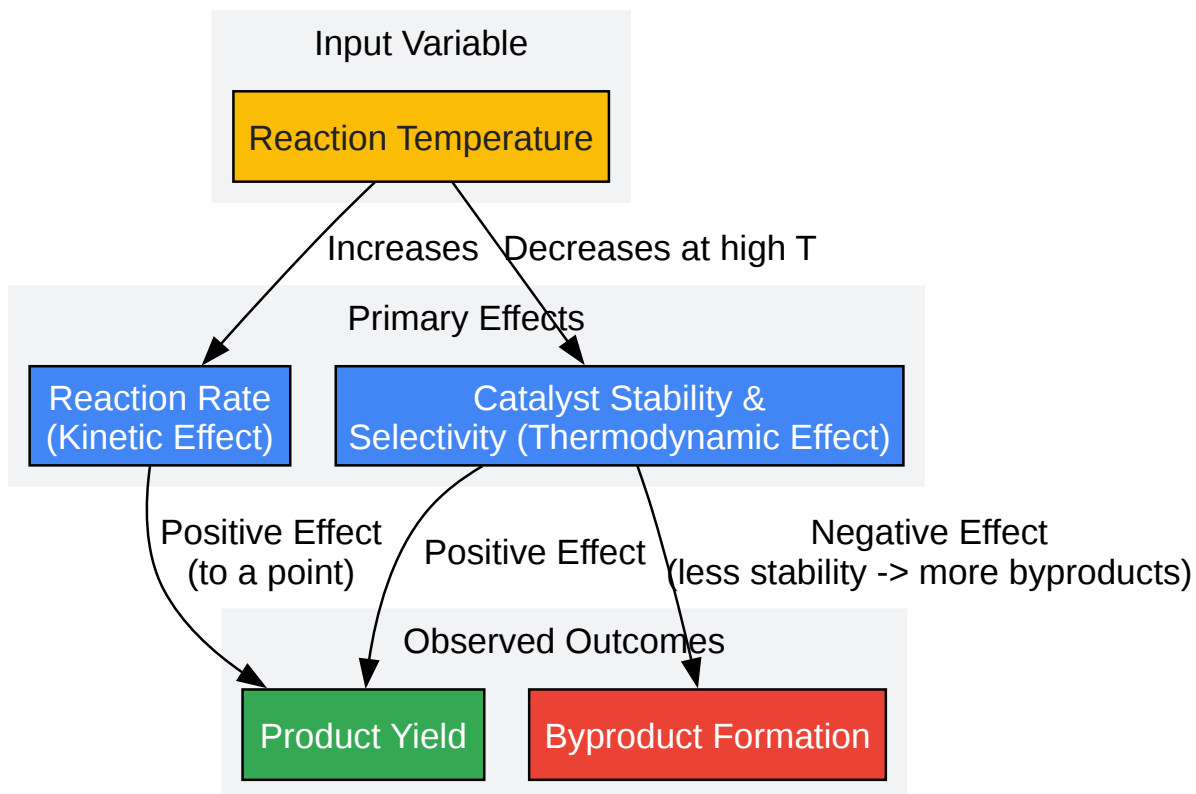 Input Variable
Reaction Temperature
Increases
Decreases at high T
Primary Effects
Reaction Rate
(Kinetic Effect)
Catalyst Stability &
Selectivity (Thermodynamic Effect)
Positive Effect
(to a point)
Positive Effect
Negative Effect
(less stability -> more byproducts)
Observed Outcomes
Product Yield
Byproduct Formation